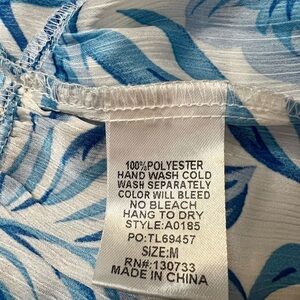 100%POLYESTER
HAND WASH COLD
WASH SEPARATELY
COLOR WILL BLEED
NO BLEACH
HANG TO DRY
STYLE:A0185
PO:TL69457
SIZE:M
RN#:130733
MADE IN CHINA